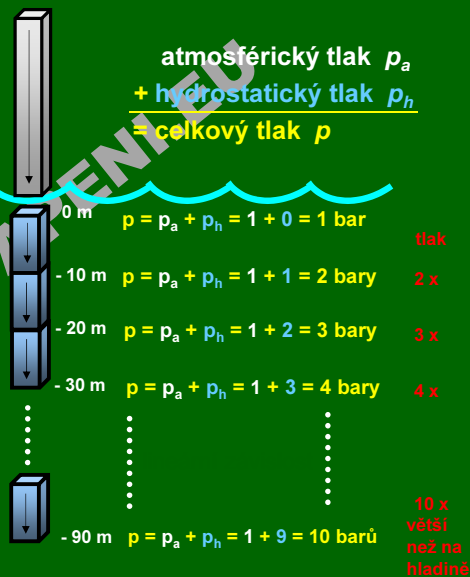 atmosférický tlak pₐ
+ hydrostatický tlak pₕ
= celkový tlak p
APENI.EU
0 m p = pₐ + pₕ = 1 + 0 = 1 bar
tlak
- 10 m p = pₐ + pₕ = 1 + 1 = 2 bary 2 x
- 20 m p = pₐ + pₕ = 1 + 2 = 3 bary 3 x
- 30 m p = pₐ + pₕ = 1 + 3 = 4 bary 4 x
- 90 m p = pₐ + pₕ = 1 + 9 = 10 barů
10 x
větší
než na
hladině